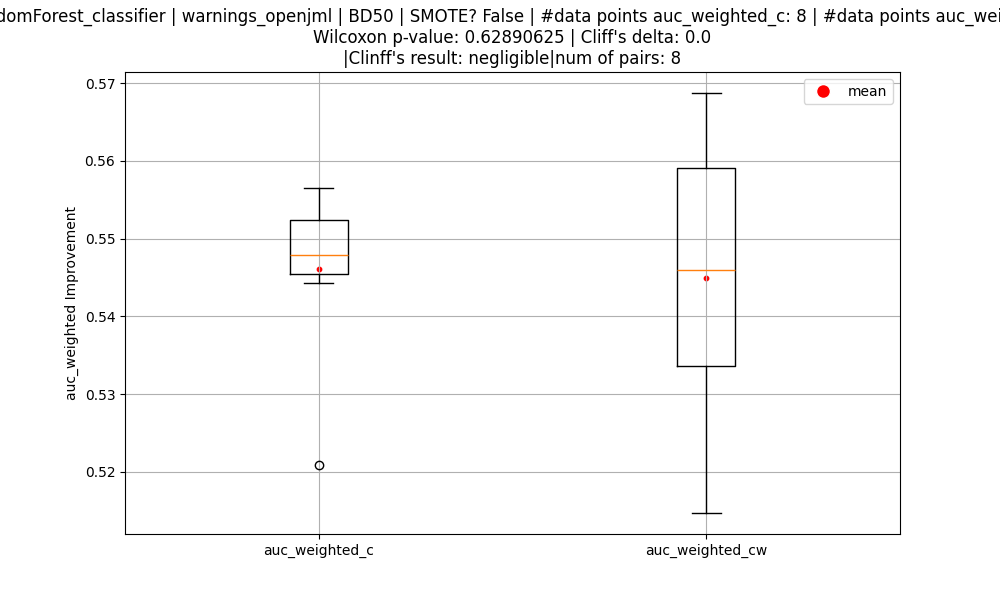 domForest_classifier | warnings_openjml | BD50 | SMOTE? False | #data points auc_weighted_c: 8 | #data points auc_wei
Wilcoxon p-value: 0.62890625 | Cliff's delta: 0.0
|Clinff's result: negligible|num of pairs: 8
mean
0.57
0.56
0.55
0.54
0.53
0.52
auc_weighted Improvement
auc_weighted_c
auc_weighted_cw